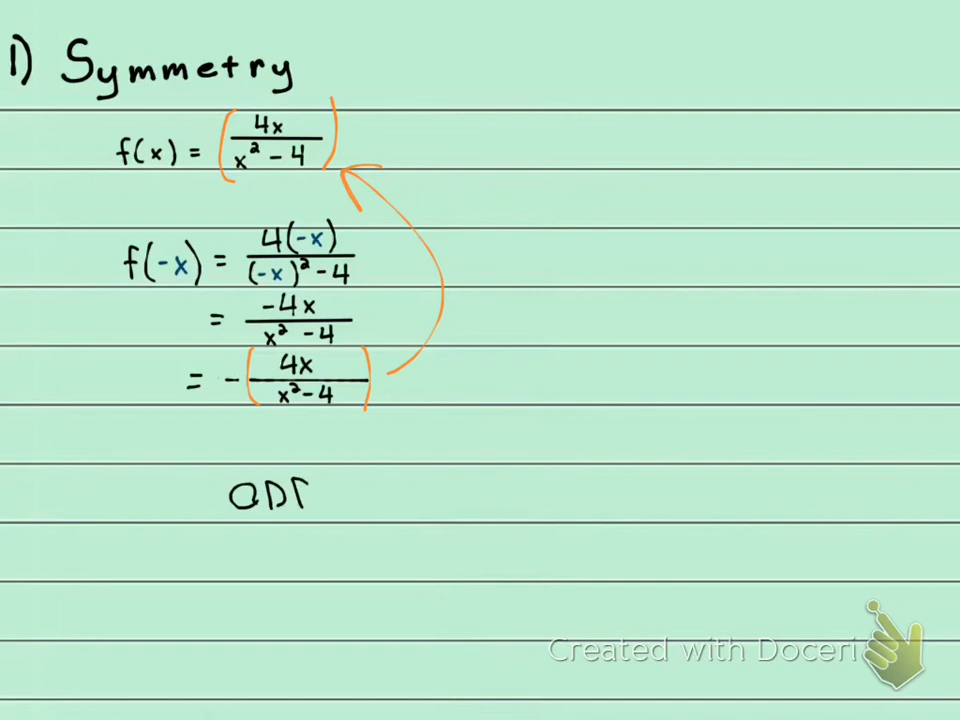 1) Symmetry
f(x) = (4x / x² - 4)
f(-x) = 4(-x) / (-x)² - 4
= -4x / x² - 4
= -(4x / x² - 4)
Created with Doceri